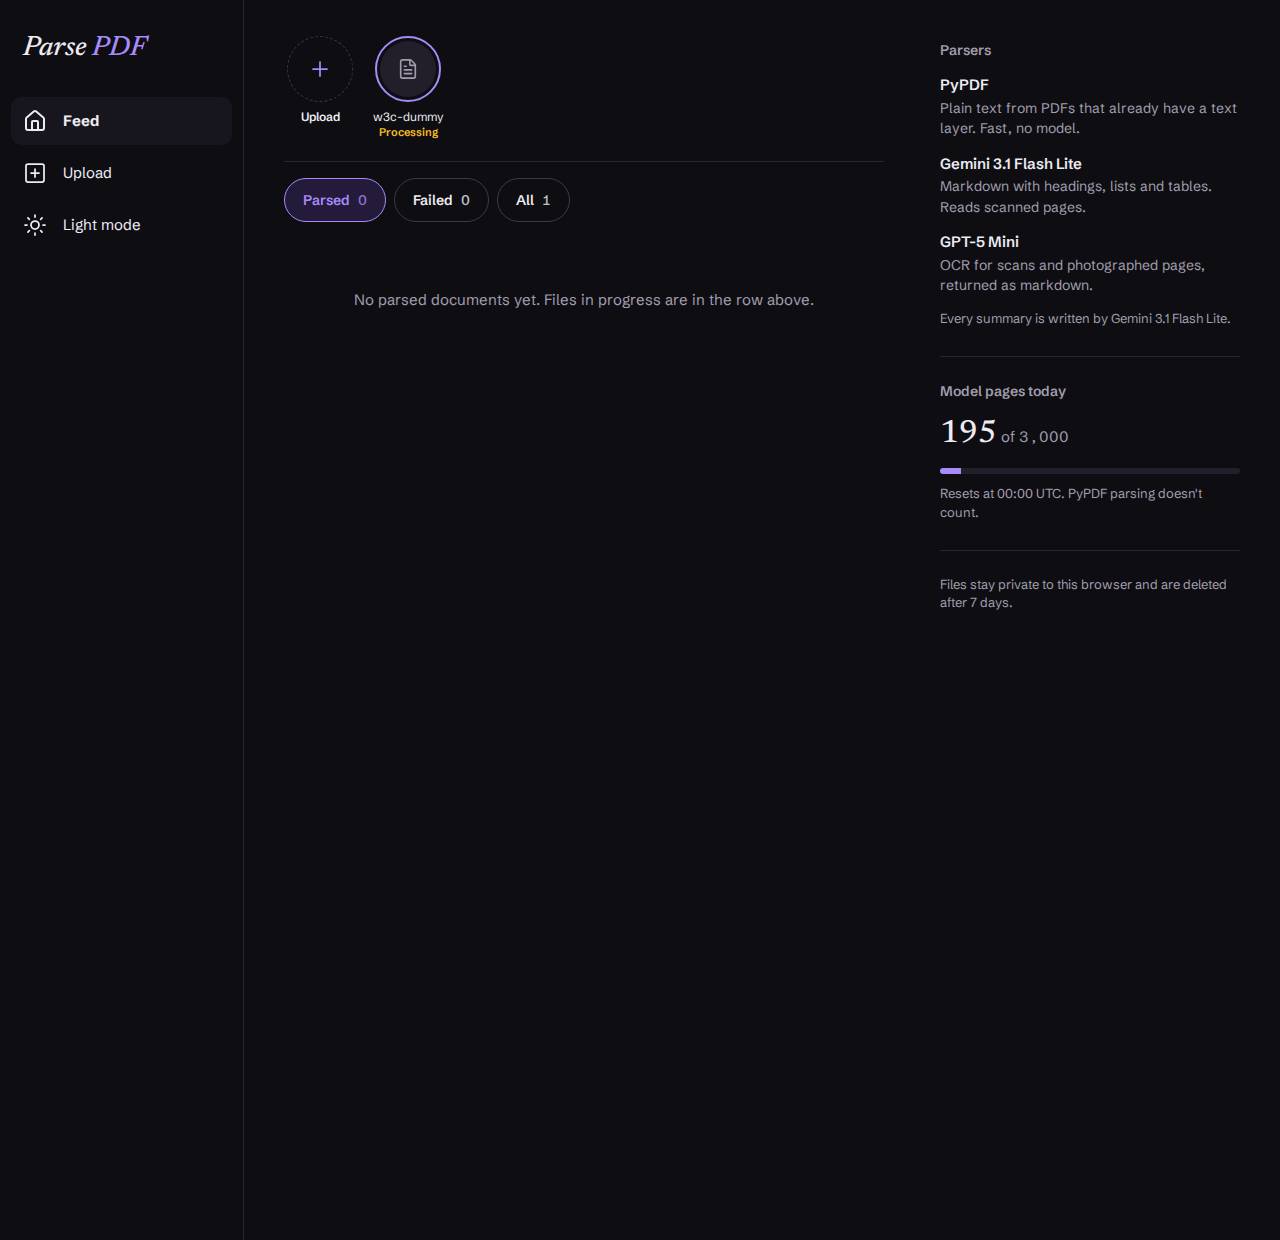 Parse PDF
Feed
Upload
Light mode
Upload
w3c-dummy
Processing
Parsed 0
Failed 0
All 1
No parsed documents yet. Files in progress are in the row above.
Parsers
PyPDF
Plain text from PDFs that already have a text
layer. Fast, no model.
Gemini 3.1 Flash Lite
Markdown with headings, lists and tables.
Reads scanned pages.
GPT-5 Mini
OCR for scans and photographed pages,
returned as markdown.
Every summary is written by Gemini 3.1 Flash Lite.
Model pages today
195 of 3,000
Resets at 00:00 UTC. PyPDF parsing doesn't
count.
Files stay private to this browser and are deleted
after 7 days.